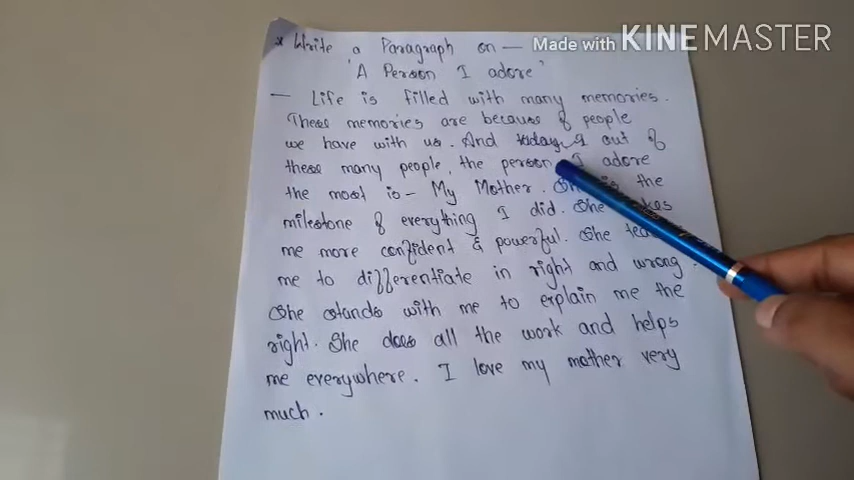 * Write a Paragraph on —
Made with KINEMASTER
'A Person I adore'
— Life is filled with many memories.
These memories are because of people
we have with us. And today, I out of
these many people, the person I adore
the most is - My Mother. She is the
milestone of everything I did. She
me more confident & powerful. She
me to differentiate in right and wrong.
She stands with me to explain me the
right. She does all the work and helps
me everywhere. I love my mother very
much.